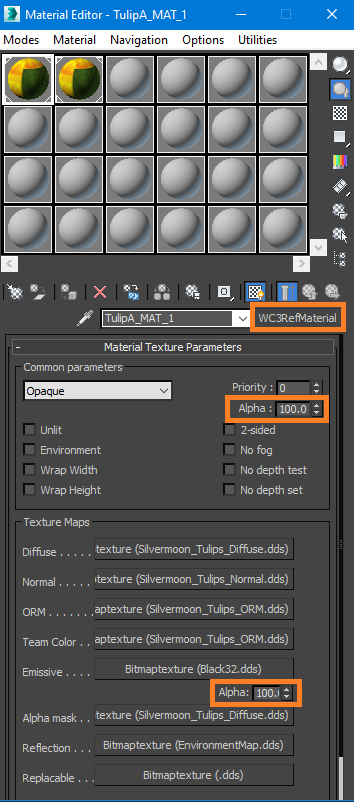 Material Editor - TulipA_MAT_1
Modes Material Navigation Options Utilities
TulipA_MAT_1 WC3RefMaterial
- Material Texture Parameters
Common parameters
Opaque Priority: 0
Alpha : 100.0
Unlit 2-sided
Environment No fog
Wrap Width No depth test
Wrap Height No depth set
Texture Maps
Diffuse . . . . . :texture (Silvermoon_Tulips_Diffuse.dds)
Normal . . . . . :texture (Silvermoon_Tulips_Normal.dds)
ORM . . . . . . . aptexture (Silvermoon_Tulips_ORM.dds)
Team Color . . aptexture (Silvermoon_Tulips_ORM.dds)
Emissive . . . . Bitmaptexture (Black32.dds)
Alpha: 100.
Alpha mask . . :texture (Silvermoon_Tulips_Diffuse.dds)
Reflection . . . Bitmaptexture (EnvironmentMap.dds)
Replacable . . Bitmaptexture (.dds)